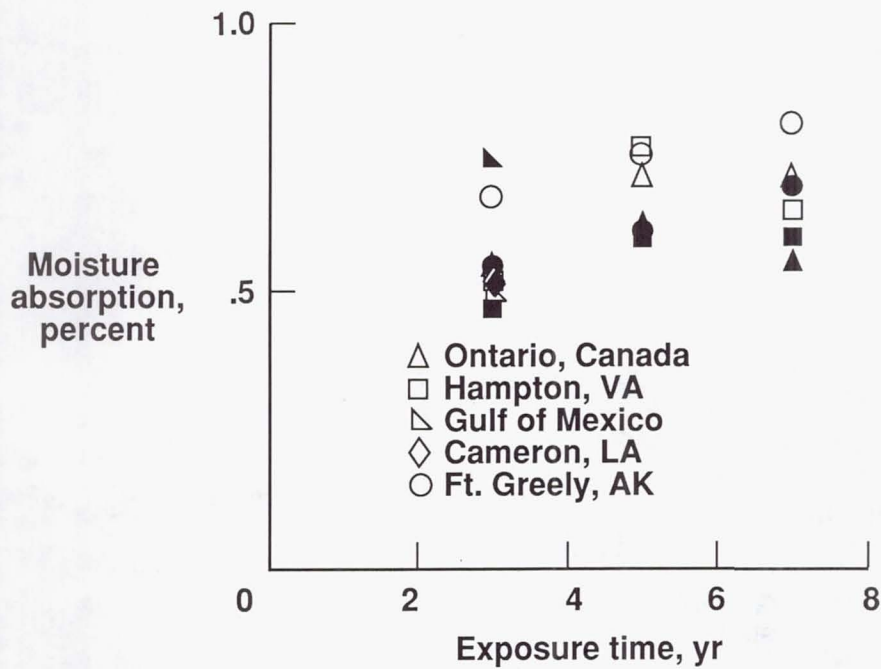 1.0
Moisture
absorption,
percent
.5
Ontario, Canada
Hampton, VA
Gulf of Mexico
Cameron, LA
Ft. Greely, AK
0 2 4 6 8
Exposure time, yr